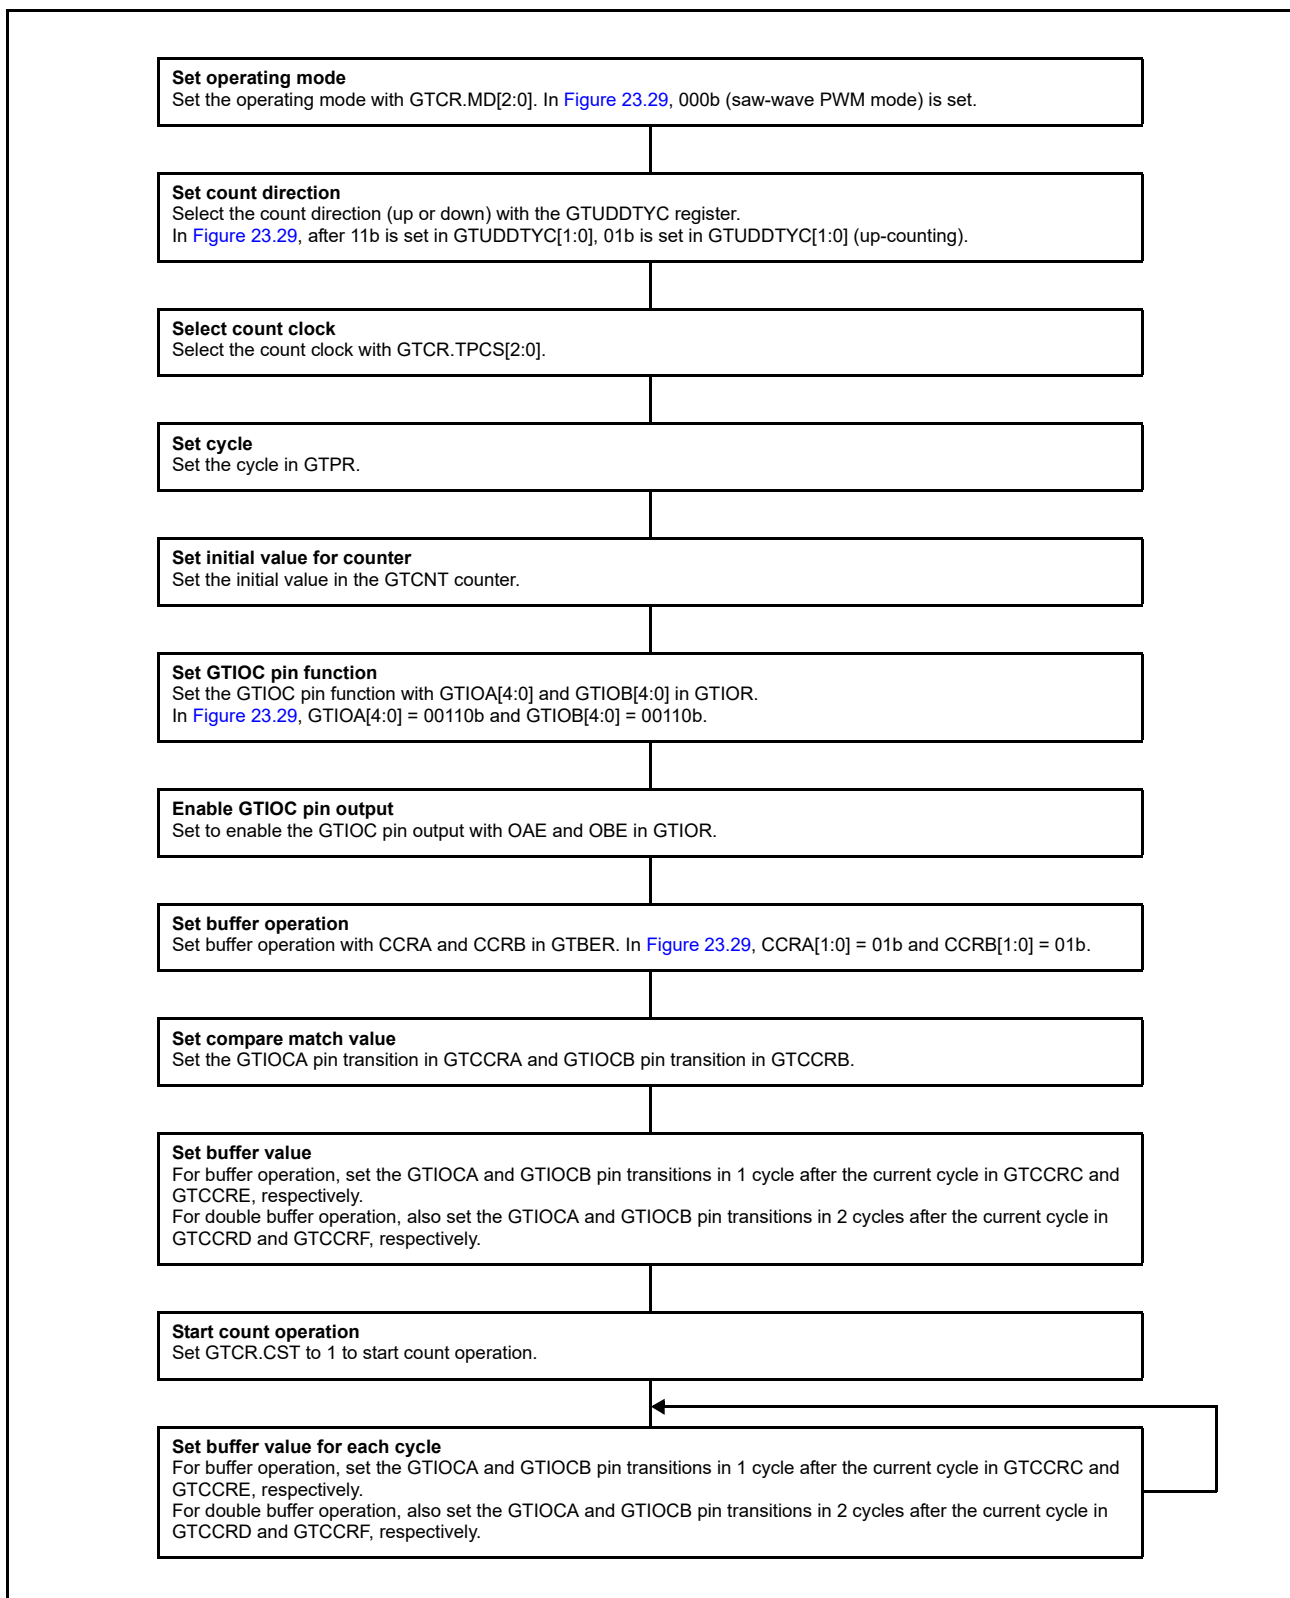 Set operating mode
Set the operating mode with GTCR.MD[2:0]. In Figure 23.29, 000b (saw-wave PWM mode) is set.
Set count direction
Select the count direction (up or down) with the GTUDDTYC register.
In Figure 23.29, after 11b is set in GTUDDTYC[1:0], 01b is set in GTUDDTYC[1:0] (up-counting).
Select count clock
Select the count clock with GTCR.TPCS[2:0].
Set cycle
Set the cycle in GTPR.
Set initial value for counter
Set the initial value in the GTCNT counter.
Set GTIOC pin function
Set the GTIOC pin function with GTIOA[4:0] and GTIOB[4:0] in GTIOR.
In Figure 23.29, GTIOA[4:0] = 00110b and GTIOB[4:0] = 00110b.
Enable GTIOC pin output
Set to enable the GTIOC pin output with OAE and OBE in GTIOR.
Set buffer operation
Set buffer operation with CCRA and CCRB in GTBER. In Figure 23.29, CCRA[1:0] = 01b and CCRB[1:0] = 01b.
Set compare match value
Set the GTIOCA pin transition in GTCCRA and GTIOCB pin transition in GTCCRB.
Set buffer value
For buffer operation, set the GTIOCA and GTIOCB pin transitions in 1 cycle after the current cycle in GTCCRC and
GTCCRE, respectively.
For double buffer operation, also set the GTIOCA and GTIOCB pin transitions in 2 cycles after the current cycle in
GTCCRD and GTCCRF, respectively.
Start count operation
Set GTCR.CST to 1 to start count operation.
Set buffer value for each cycle
For buffer operation, set the GTIOCA and GTIOCB pin transitions in 1 cycle after the current cycle in GTCCRC and
GTCCRE, respectively.
For double buffer operation, also set the GTIOCA and GTIOCB pin transitions in 2 cycles after the current cycle in
GTCCRD and GTCCRF, respectively.